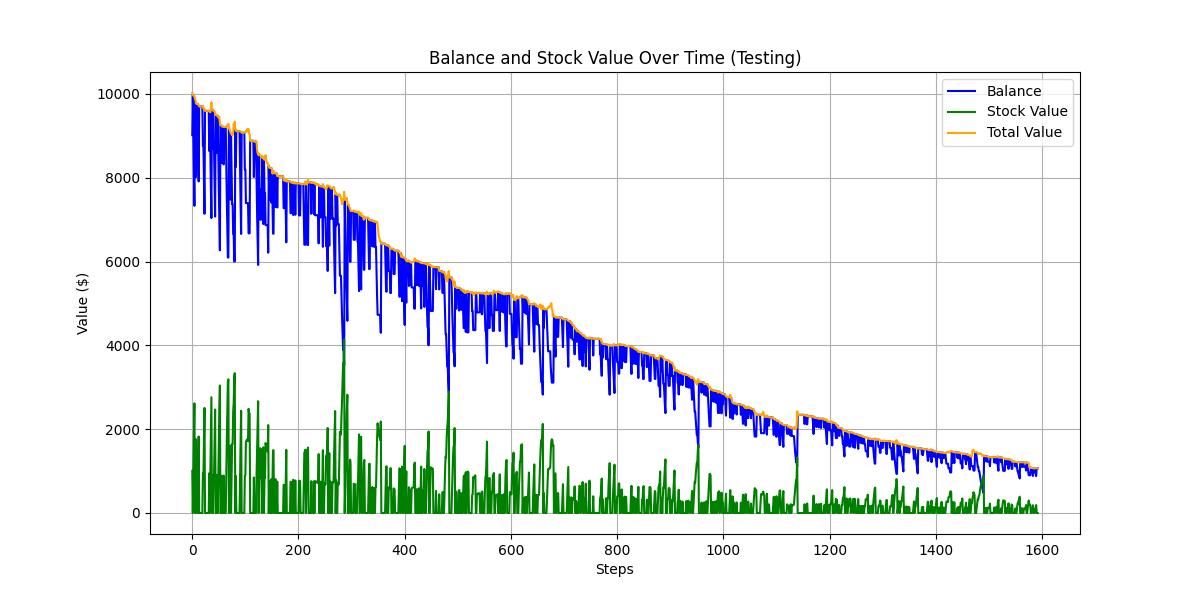 Balance and Stock Value Over Time (Testing)
Balance
Stock Value
Total Value
Value ($)
10000
8000
6000
4000
2000
0
0 200 400 600 800 1000 1200 1400 1600
Steps